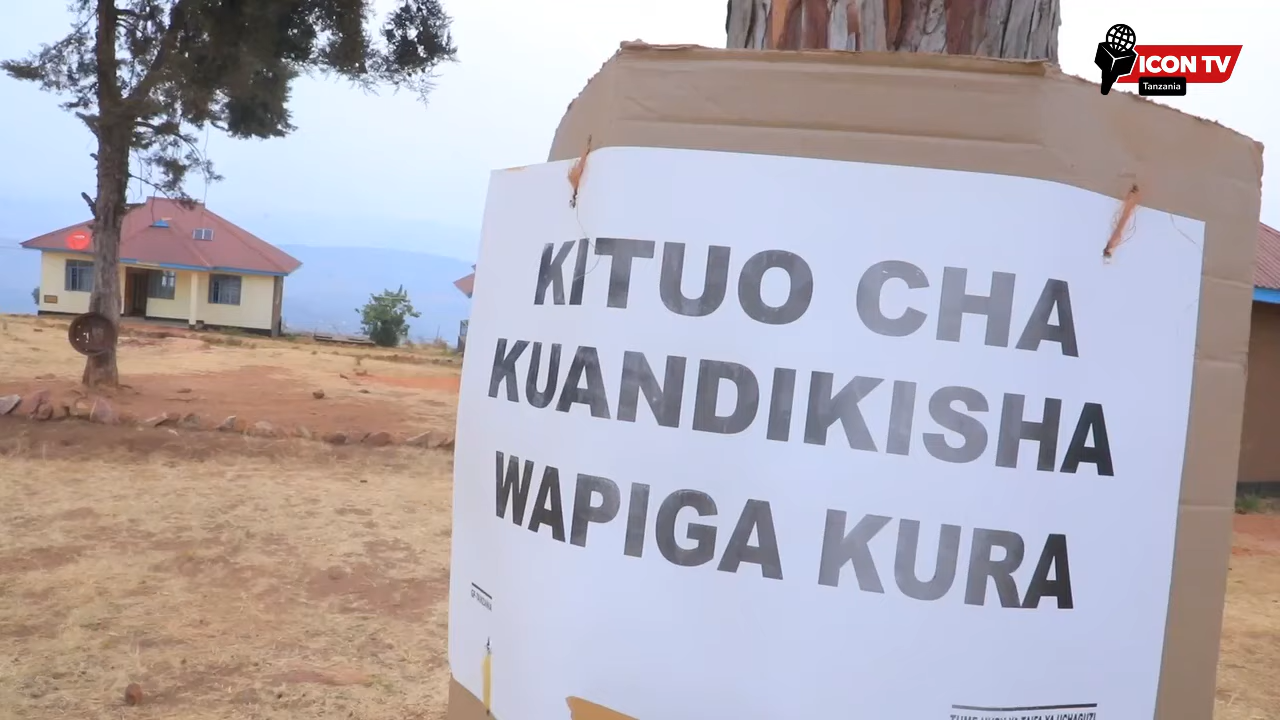 ICON TV
Tanzania
KITUO CHA
KUANDIKISHA
WAPIGA KURA